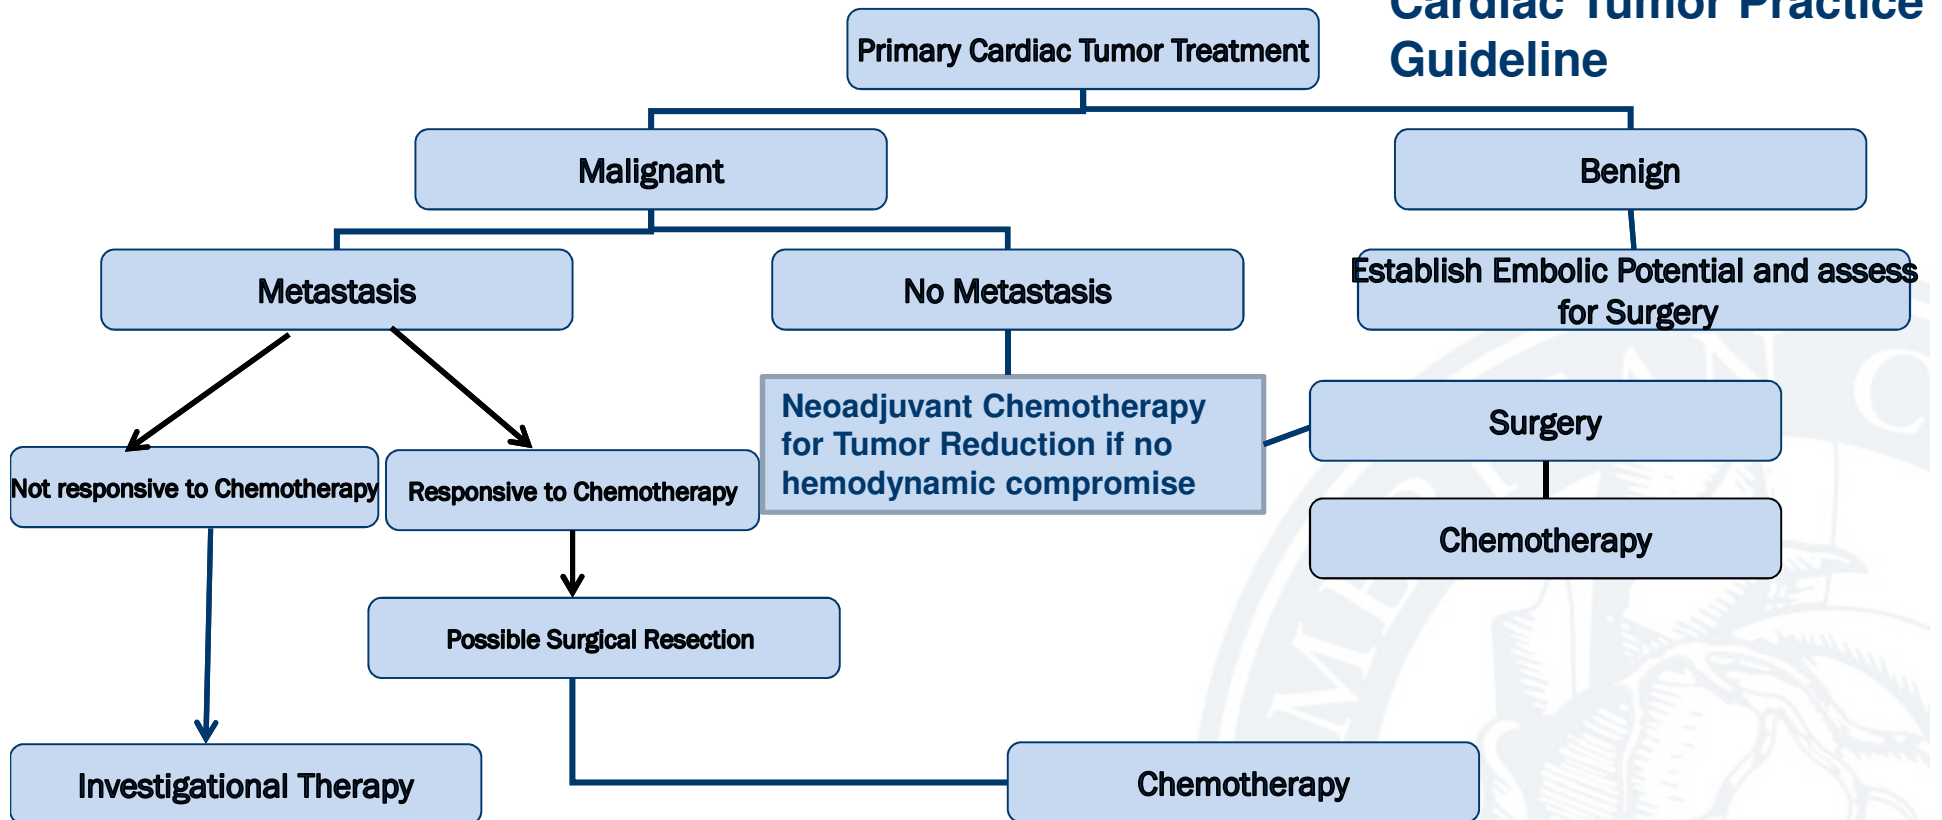 Cardiac Tumor Practice
Guideline
Primary Cardiac Tumor Treatment
Malignant
Benign
Metastasis
No Metastasis
Establish Embolic Potential and assess
for Surgery
Neoadjuvant Chemotherapy
for Tumor Reduction if no
hemodynamic compromise
Surgery
Not responsive to Chemotherapy
Responsive to Chemotherapy
Chemotherapy
Possible Surgical Resection
Investigational Therapy
Chemotherapy